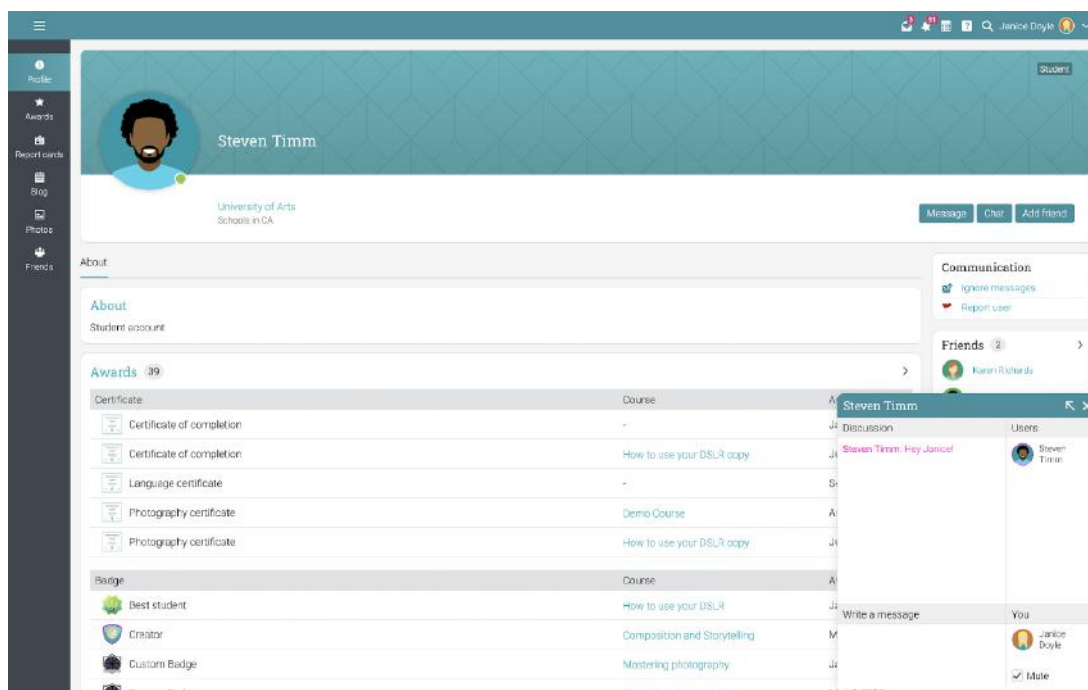 3
11
Janice Doyle
Profile
Awards
Report cards
Blog
Photos
Friends
Student
Steven Timm
University of Arts
Schools in CA
Message Chat Add friend
About
About
Student account
Awards 39
Certificate Course
Certificate of completion -
Certificate of completion How to use your DSLR copy
Language certificate -
Photography certificate Demo Course
Photography certificate How to use your DSLR copy
Badge Course
Best student How to use your DSLR
Creator Composition and Storytelling
Custom Badge Mastering photography
Communication
Ignore messages
Report user
Friends 2
Karen Richards
Steven Timm
Discussion Users
Steven Timm: Hey Janice!
Steven
Timm
Write a message You
Janice
Doyle
Mute